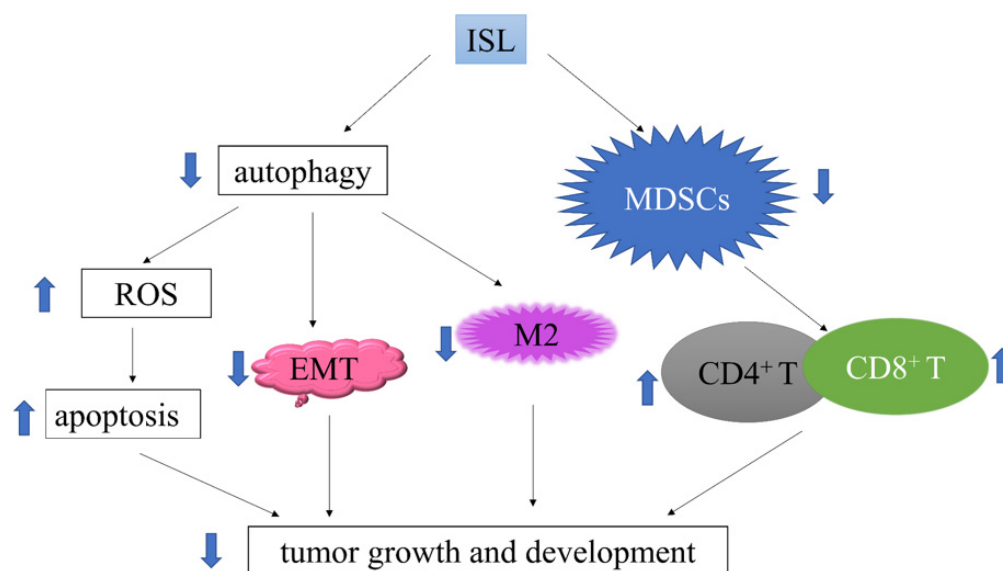 ISL
autophagy
MDSCs
ROS
EMT
M2
CD4⁺ T
CD8⁺ T
apoptosis
tumor growth and development